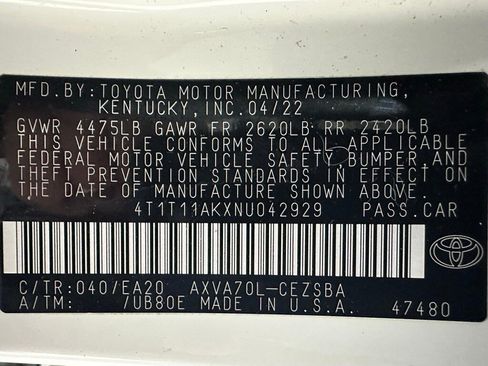 MFD.BY:TOYOTA MOTOR MANUFACTURING,
KENTUCKY,INC.04/22
GVWR 4475LB GAWR FR 2620LB RR 2420LB
THIS VEHICLE CONFORMS TO ALL APPLICABLE
FEDERAL MOTOR VEHICLE SAFETY, BUMPER,AND
THEFT PREVENTION STANDARDS IN EFFECT ON
THE DATE OF MANUFACTURE SHOWN ABOVE.
4T1T11AKXNU042929 PASS.CAR
C/TR:040/EA20 AXVA70L-CEZSBA
A/TM: /UB80E MADE IN U.S.A. 47480